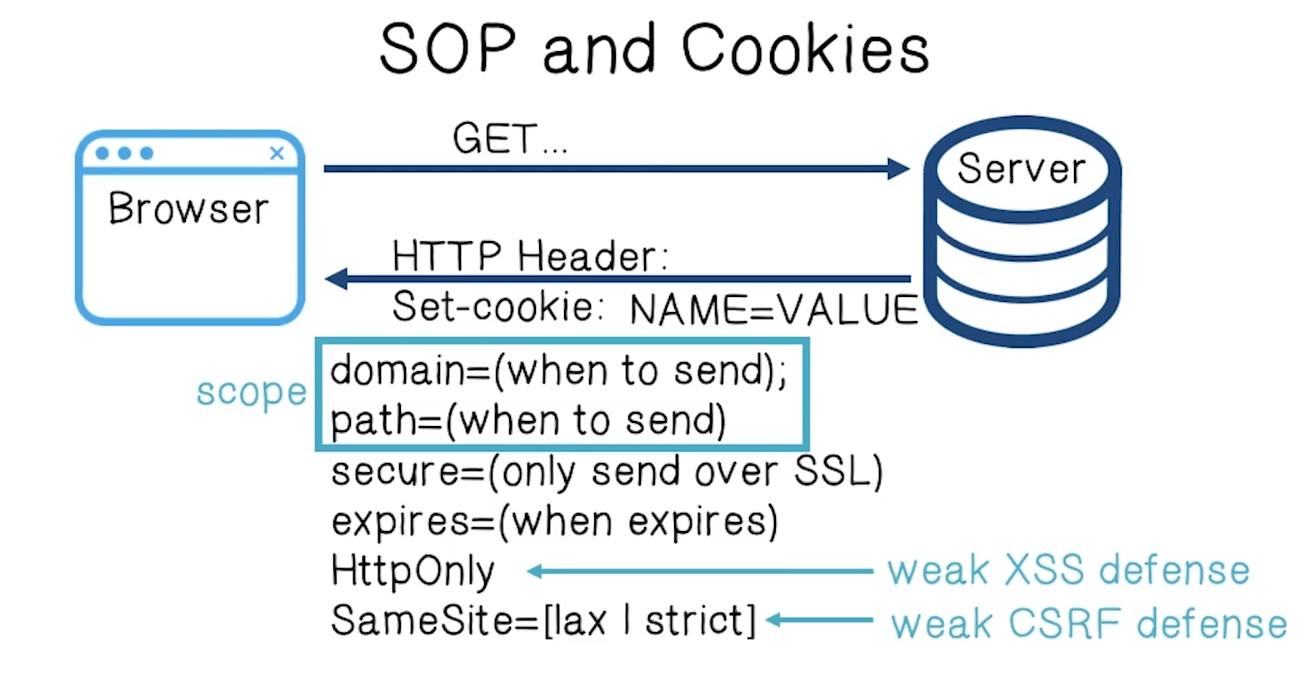 SOP and Cookies
GET...
Browser
Server
HTTP Header:
Set-cookie: NAME=VALUE
scope
domain=(when to send);
path=(when to send)
secure=(only send over SSL)
expires=(when expires)
HttpOnly
weak XSS defense
SameSite=[lax | strict]
weak CSRF defense